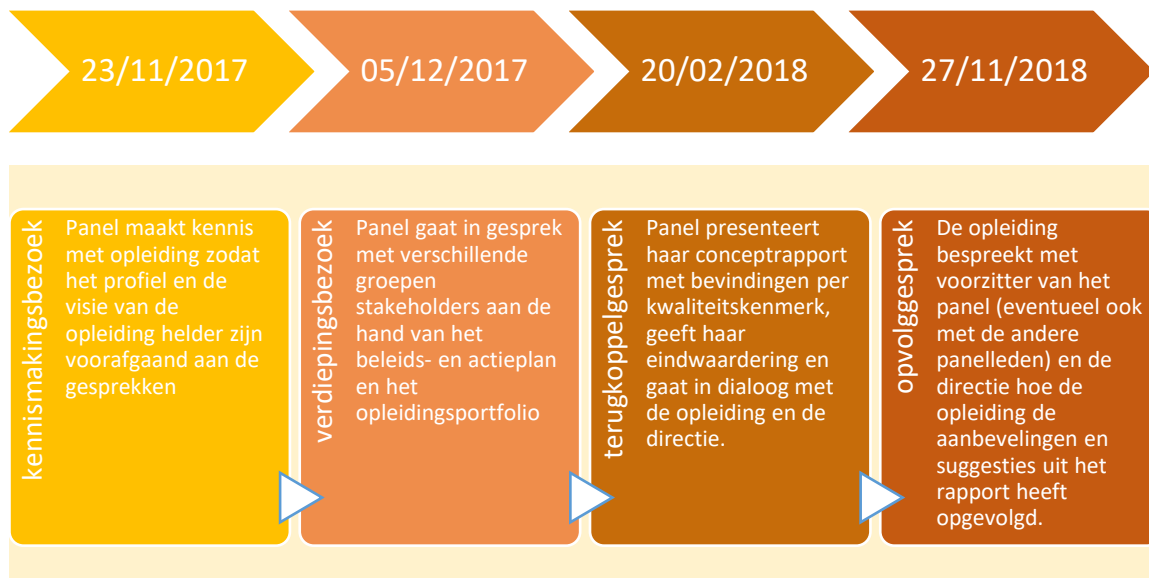 23/11/2017
05/12/2017
20/02/2018
27/11/2018
kennismakingsbezoek
Panel maakt kennis
met opleiding zodat
het profiel en de
visie van de
opleiding helder zijn
voorafgaand aan de
gesprekken
verdiepingsbezoek
Panel gaat in gesprek
met verschillende
groepen
stakeholders aan de
hand van het
beleids- en actieplan
en het
opleidingsportfolio
terugkoppelgesprek
Panel presenteert
haar conceptrapport
met bevindingen per
kwaliteitskenmerk,
geeft haar
eindwaardering en
gaat in dialoog met
de opleiding en de
directie.
opvolggesprek
De opleiding
bespreekt met
voorzitter van het
panel (eventueel ook
met de andere
panelleden) en de
directie hoe de
opleiding de
aanbevelingen en
suggesties uit het
rapport heeft
opgevolgd.